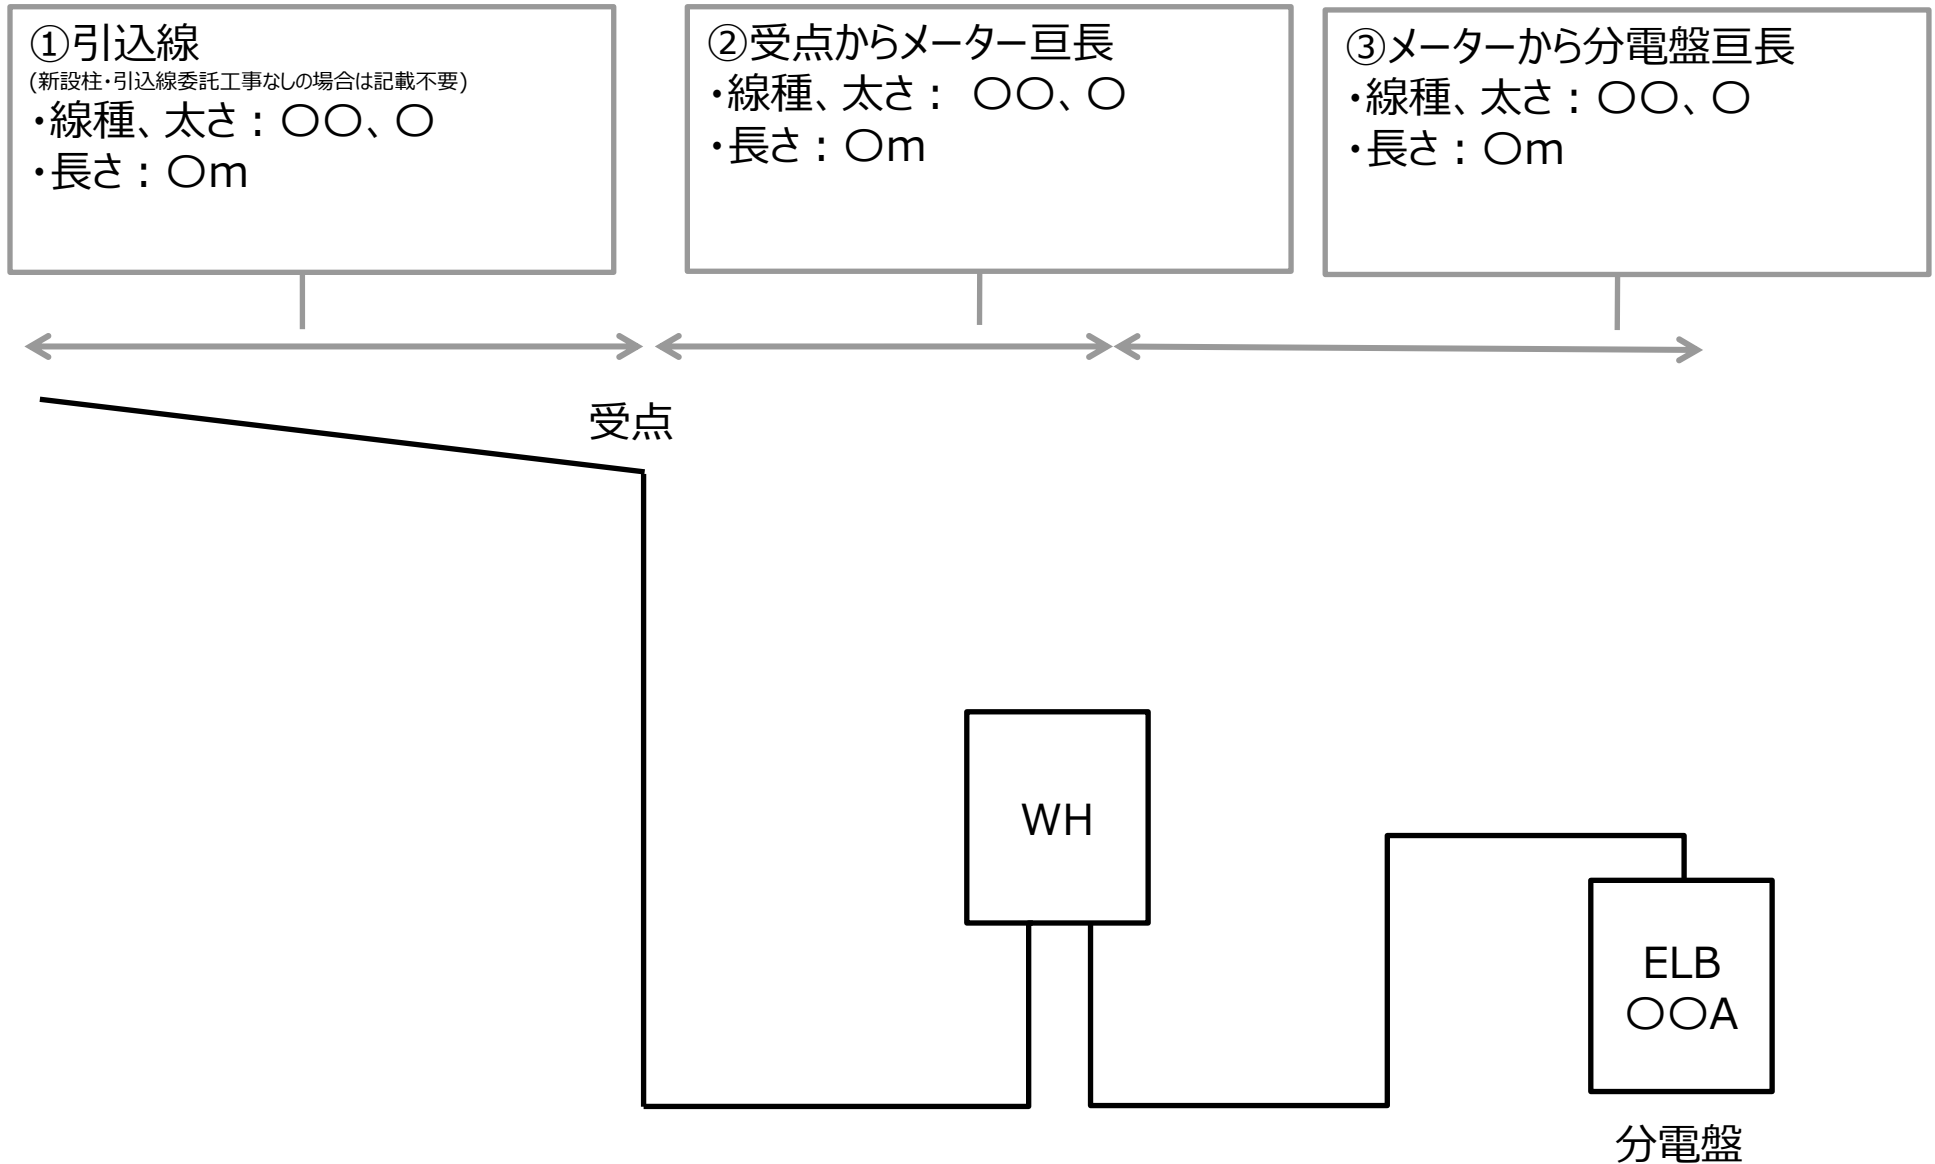 ①引込線
(新設柱・引込線委託工事なしの場合は記載不要)
・線種、太さ：〇〇、〇
・長さ：〇m
②受点からメーター亘長
・線種、太さ： 〇〇、〇
・長さ：〇m
③メーターから分電盤亘長
・線種、太さ：〇〇、〇
・長さ：〇m
受点
WH
ELB
〇〇A
分電盤